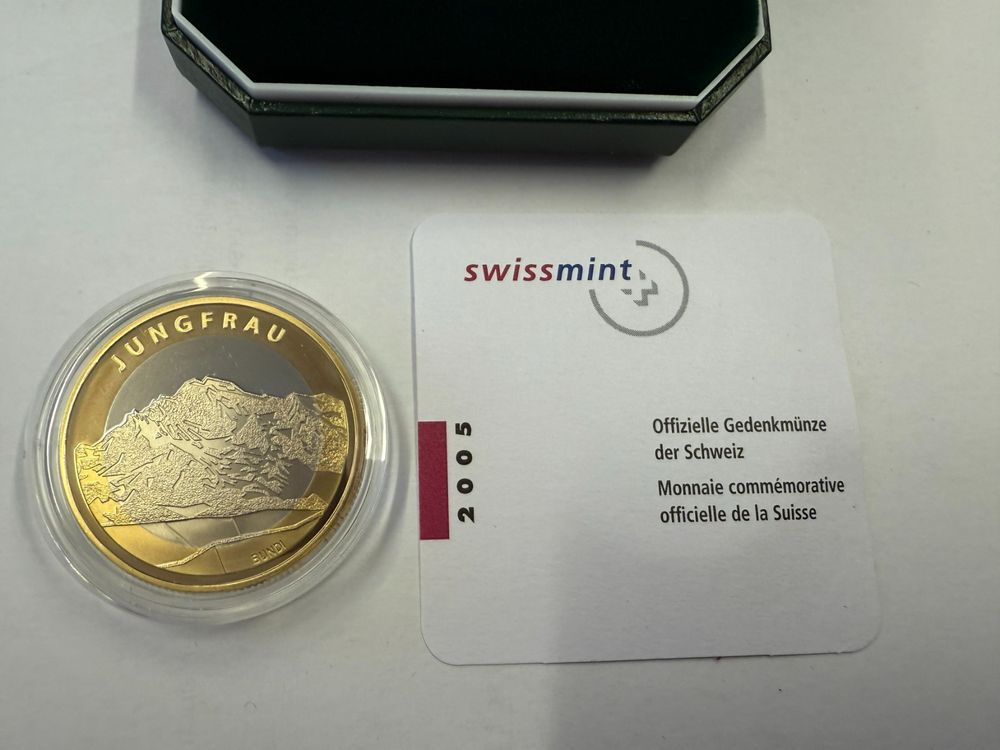 JUNGFRAU
BUNDI
swissmint
2005
Offizielle Gedenkmünze
der Schweiz
Monnaie commémorative
officielle de la Suisse